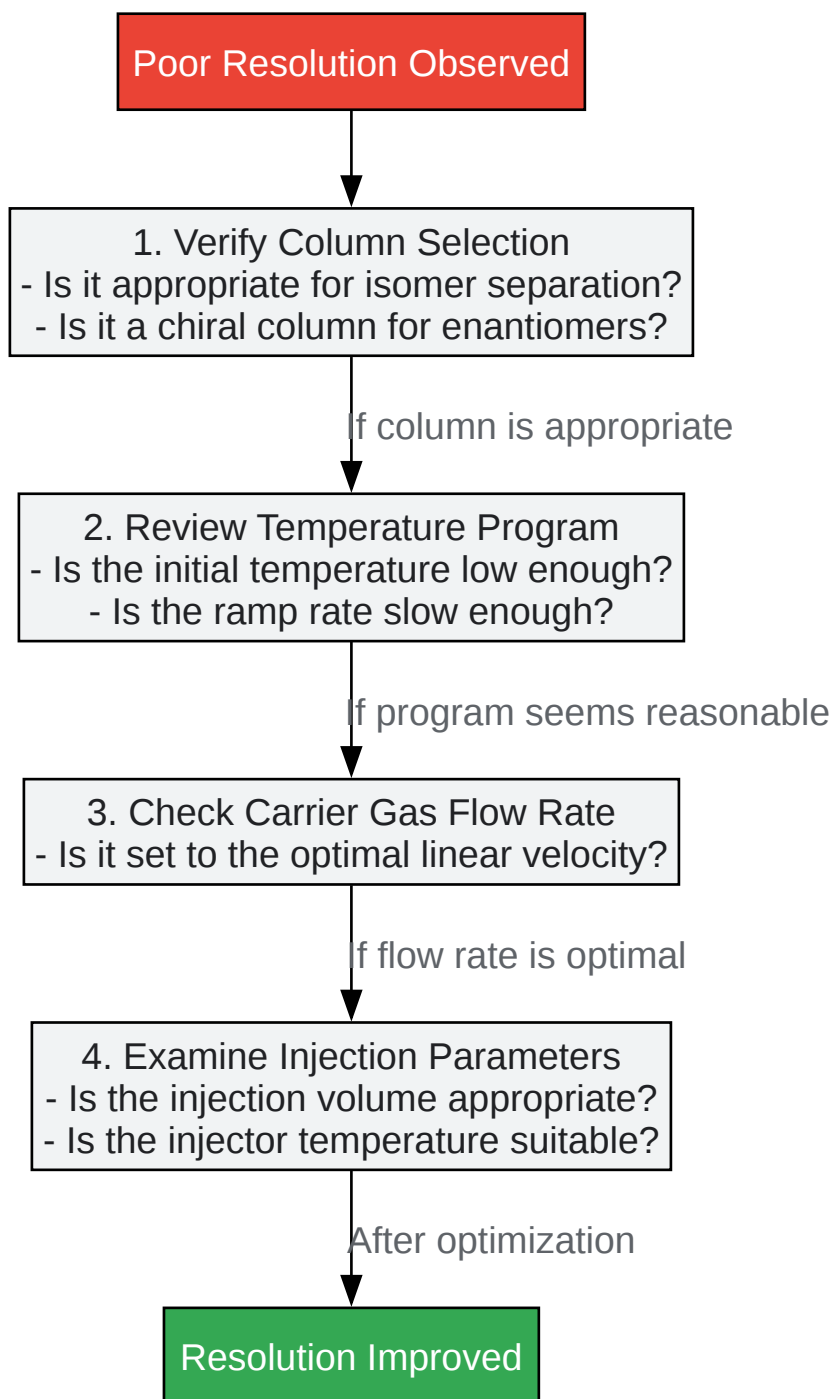 Poor Resolution Observed
1. Verify Column Selection
- Is it appropriate for isomer separation?
- Is it a chiral column for enantiomers?
If column is appropriate
2. Review Temperature Program
- Is the initial temperature low enough?
- Is the ramp rate slow enough?
If program seems reasonable
3. Check Carrier Gas Flow Rate
- Is it set to the optimal linear velocity?
If flow rate is optimal
4. Examine Injection Parameters
- Is the injection volume appropriate?
- Is the injector temperature suitable?
After optimization
Resolution Improved